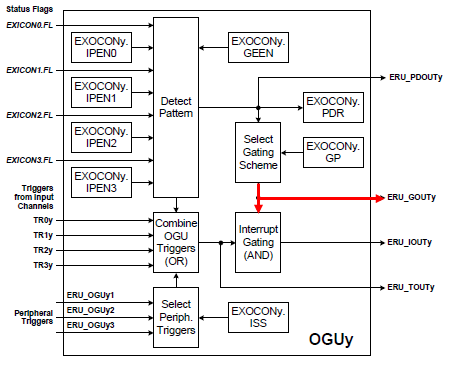 Status Flags
EXICON0.FL
EXOCONy.
IPEN0
EXOCONy.
GEEN
EXICON1.FL
EXOCONy.
IPEN1
Detect
Pattern
ERU_PDOUTy
EXOCONy.
PDR
EXICON2.FL
EXOCONy.
IPEN2
Select
Gating
Scheme
EXOCONy.
GP
EXICON3.FL
EXOCONy.
IPEN3
Triggers
from Input
Channels
ERU_GOUTy
TR0y
TR1y
TR2y
TR3y
Combine
OGU
Triggers
(OR)
Interrupt
Gating
(AND)
ERU_IOUTy
ERU_TOUTy
Peripheral
Triggers
ERU_OGUy1
ERU_OGUy2
ERU_OGUy3
Select
Periph.
Triggers
EXOCONy.
ISS
OGUy